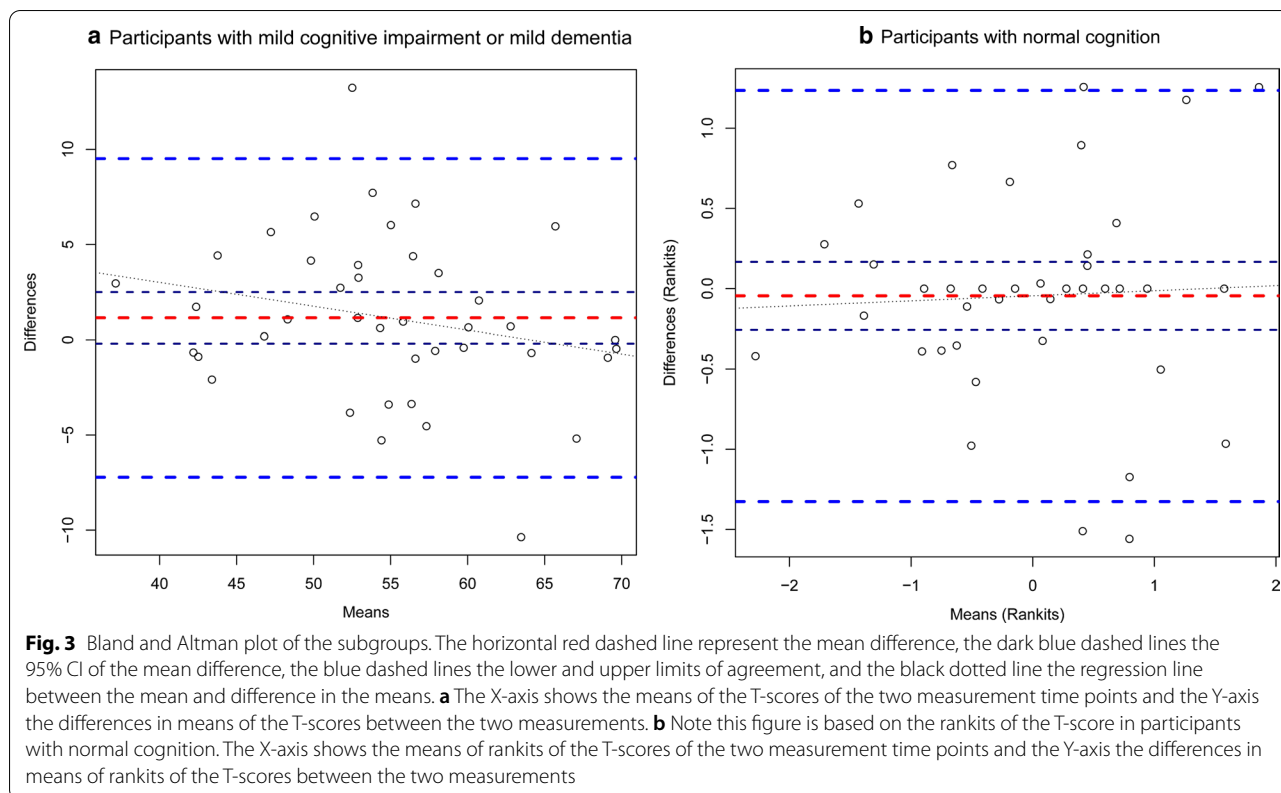 a Participants with mild cognitive impairment or mild dementia
10
5
0
−5
−10
Differences
40 45 50 55 60 65 70
Means
b Participants with normal cognition
1.0
0.5
0.0
−0.5
−1.0
−1.5
Differences (Rankits)
−2 −1 0 1 2
Means (Rankits)
Fig. 3 Bland and Altman plot of the subgroups. The horizontal red dashed line represent the mean difference, the dark blue dashed lines the
95% CI of the mean difference, the blue dashed lines the lower and upper limits of agreement, and the black dotted line the regression line
between the mean and difference in the means. a The X-axis shows the means of the T-scores of the two measurement time points and the Y-axis
the differences in means of the T-scores between the two measurements. b Note this figure is based on the rankits of the T-score in participants
with normal cognition. The X-axis shows the means of rankits of the T-scores of the two measurement time points and the Y-axis the differences in
means of rankits of the T-scores between the two measurements